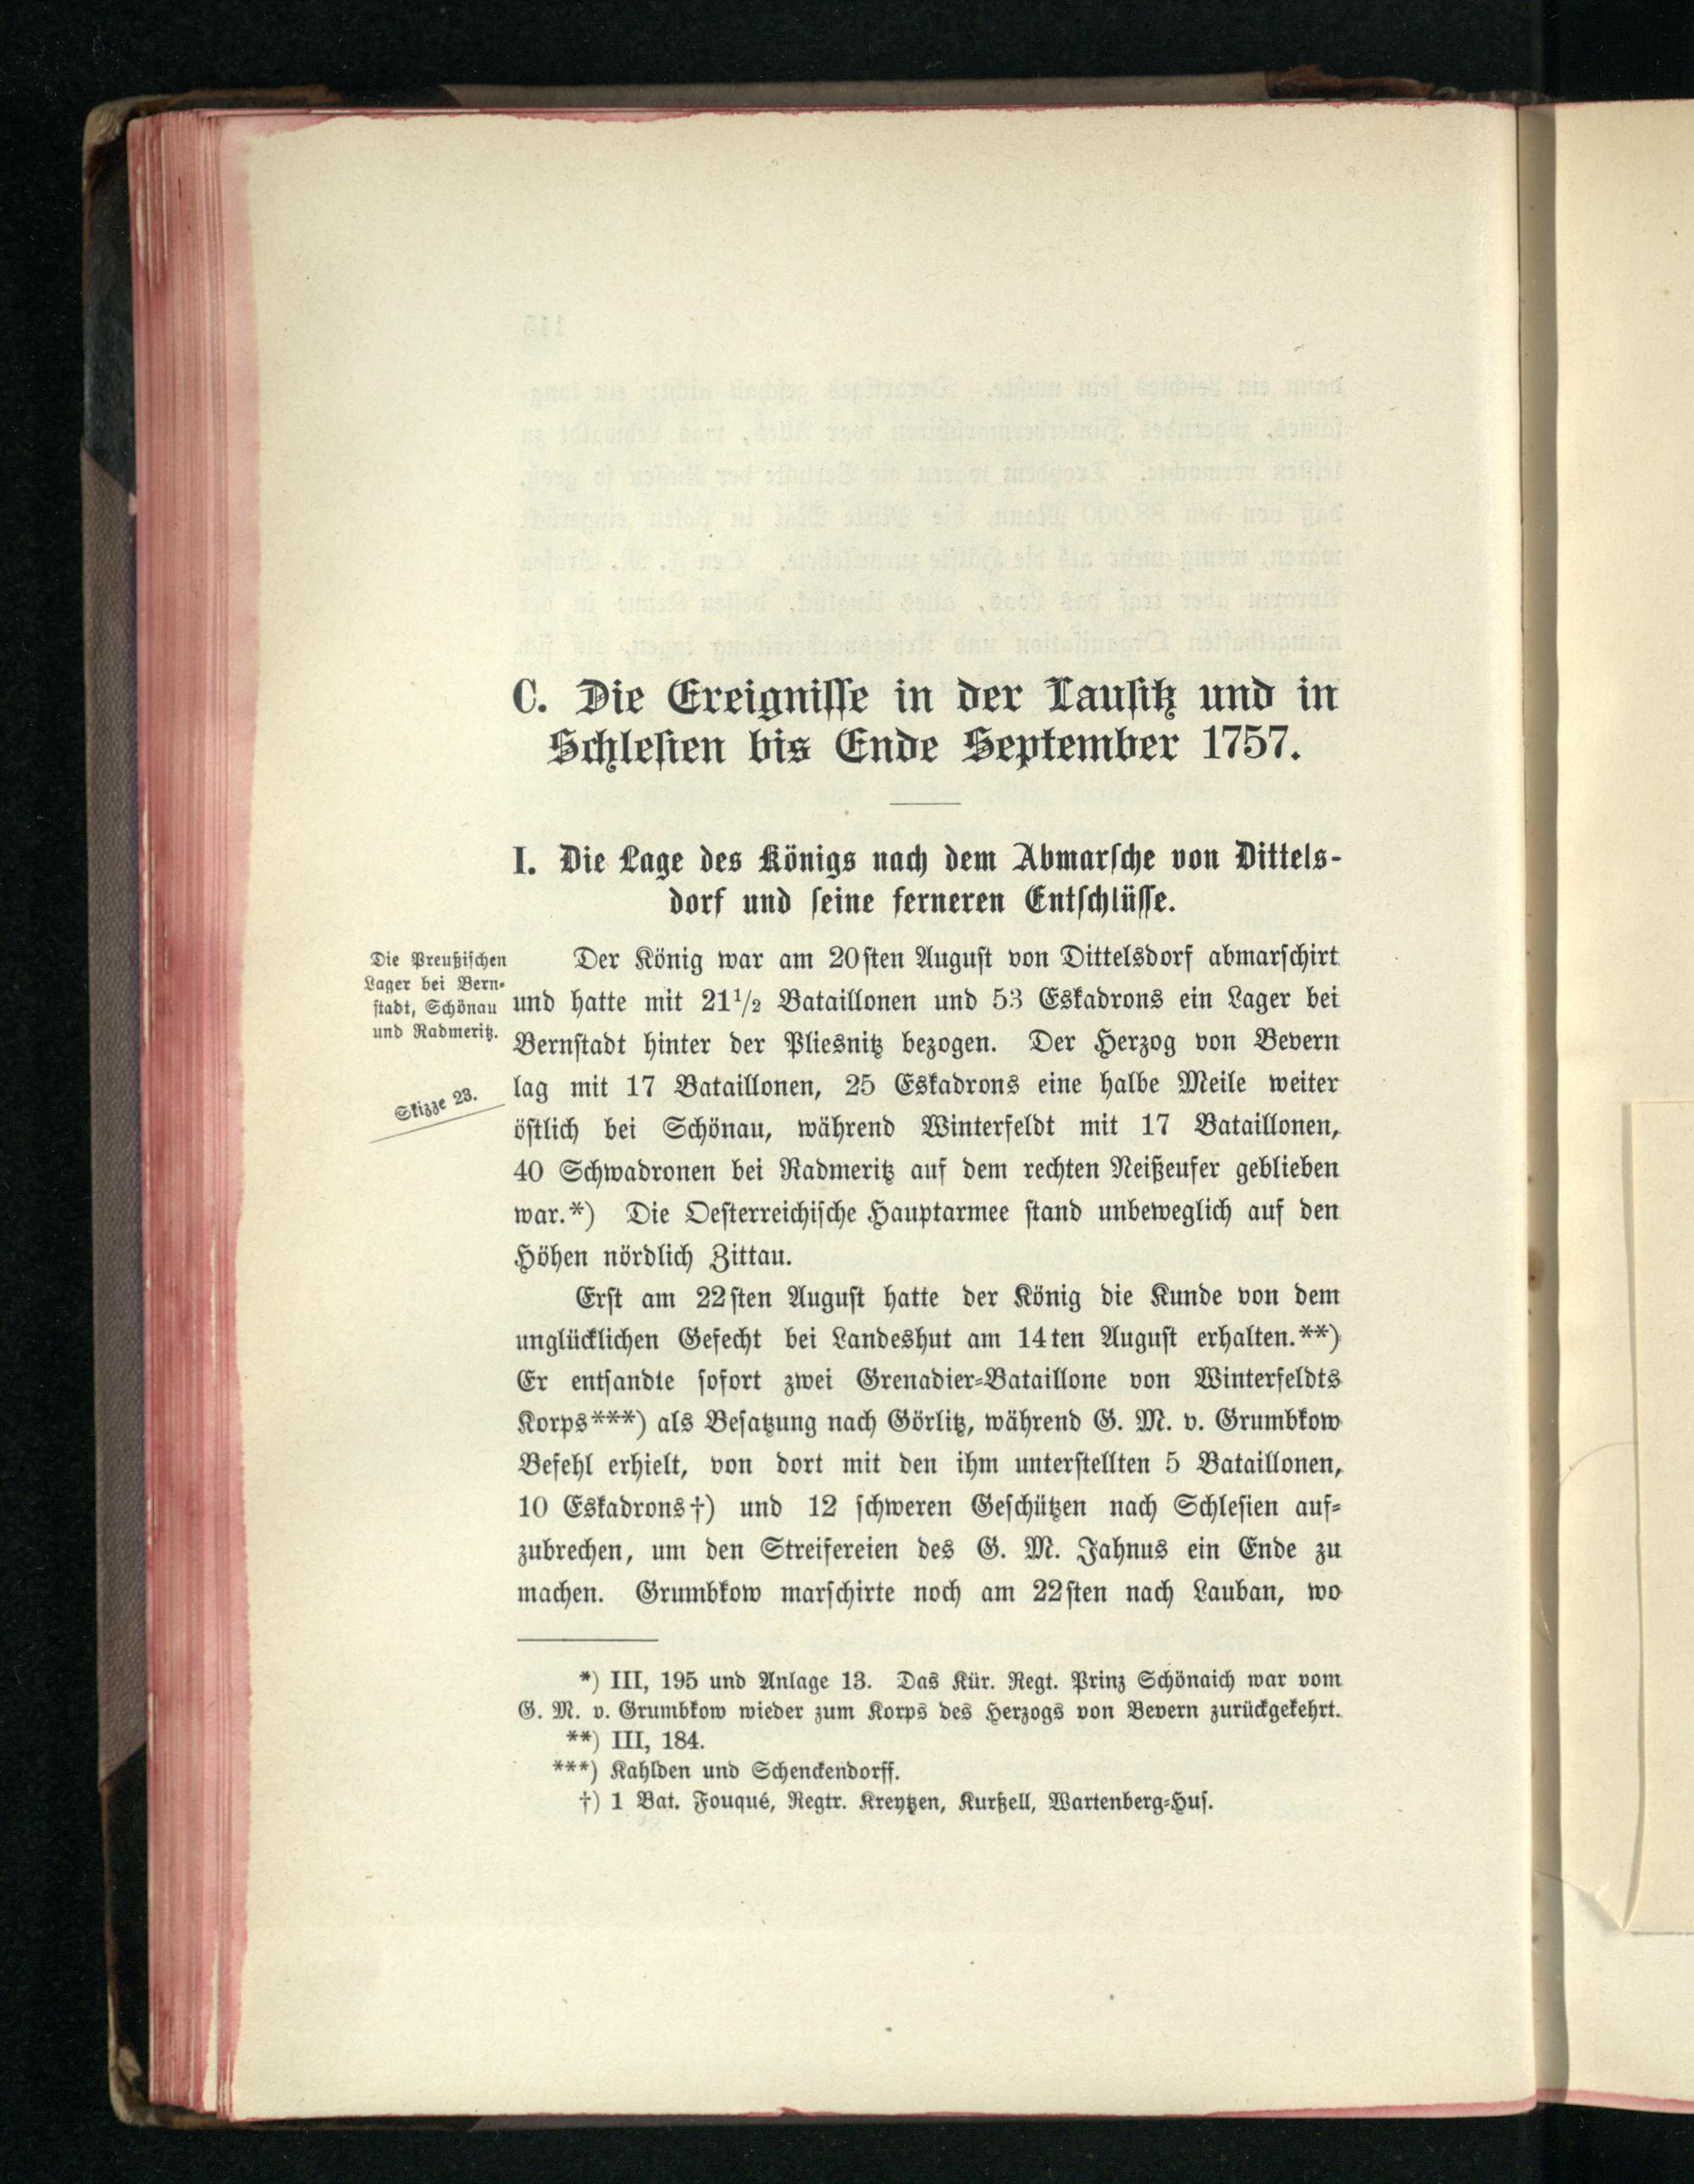 C. Die Ereignisse in der Lausitz und in
Schlesien bis Ende September 1757.
I. Die Lage des Königs nach dem Abmarsche von Dittels-
dorf und seine ferneren Entschlüsse.
Die Preußischen
Lager bei Bern-
stadt, Schönau
und Radmeritz.
Skizze 23.
Der König war am 20sten August von Dittelsdorf abmarschirt
und hatte mit 21½ Bataillonen und 53 Eskadrons ein Lager bei
Bernstadt hinter der Pliesnitz bezogen. Der Herzog von Bevern
lag mit 17 Bataillonen, 25 Eskadrons eine halbe Meile weiter
östlich bei Schönau, während Winterfeldt mit 17 Bataillonen,
40 Schwadronen bei Radmeritz auf dem rechten Neißeufer geblieben
war.*) Die Oesterreichische Hauptarmee stand unbeweglich auf den
Höhen nördlich Zittau.
Erst am 22sten August hatte der König die Kunde von dem
unglücklichen Gefecht bei Landeshut am 14ten August erhalten.**)
Er entsandte sofort zwei Grenadier-Bataillone von Winterfeldts
Korps***) als Besatzung nach Görlitz, während G. M. v. Grumbkow
Befehl erhielt, von dort mit den ihm unterstellten 5 Bataillonen,
10 Eskadrons†) und 12 schweren Geschützen nach Schlesien auf-
zubrechen, um den Streifereien des G. M. Jahnus ein Ende zu
machen. Grumbkow marschirte noch am 22sten nach Lauban, wo
*) III, 195 und Anlage 13. Das Kür. Regt. Prinz Schönaich war vom
G. M. v. Grumbkow wieder zum Korps des Herzogs von Bevern zurückgekehrt.
**) III, 184.
***) Kahlden und Schenckendorff.
†) 1 Bat. Fouqué, Regtr. Kreytzen, Kurßell, Wartenberg-Hus.